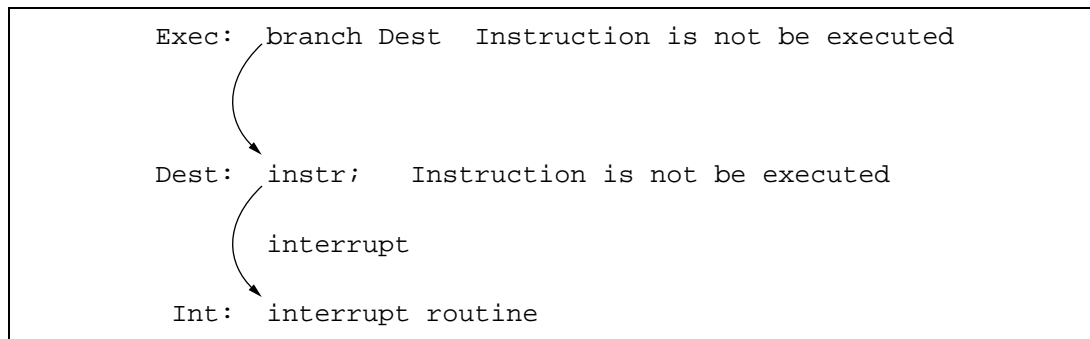 Exec: branch Dest Instruction is not be executed
Dest: instr; Instruction is not be executed
interrupt
Int: interrupt routine